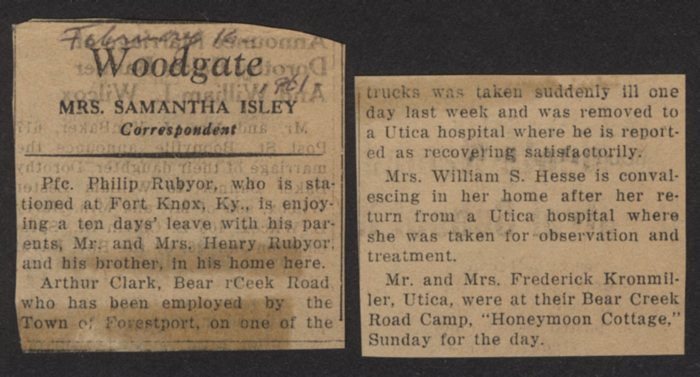 February 16
Woodgate
MRS. SAMANTHA ISLEY
Correspondent
Pfc. Philip Rubyor, who is sta-
tioned at Fort Knox, Ky., is enjoy-
ing a ten days' leave with his par-
ents, Mr. and Mrs. Henry Rubyor,
and his brother, in his home here.
Arthur Clark, Bear rCeek Road
who has been employed by the
Town of Forestport, on one of the
trucks was taken suddenly ill one
day last week and was removed to
a Utica hospital where he is report-
ed as recovering satisfactorily.
Mrs. William S. Hesse is conval-
escing in her home after her re-
turn from a Utica hospital where
she was taken for observation and
treatment.
Mr. and Mrs. Frederick Kronmil-
ler, Utica, were at their Bear Creek
Road Camp, "Honeymoon Cottage,"
Sunday for the day.